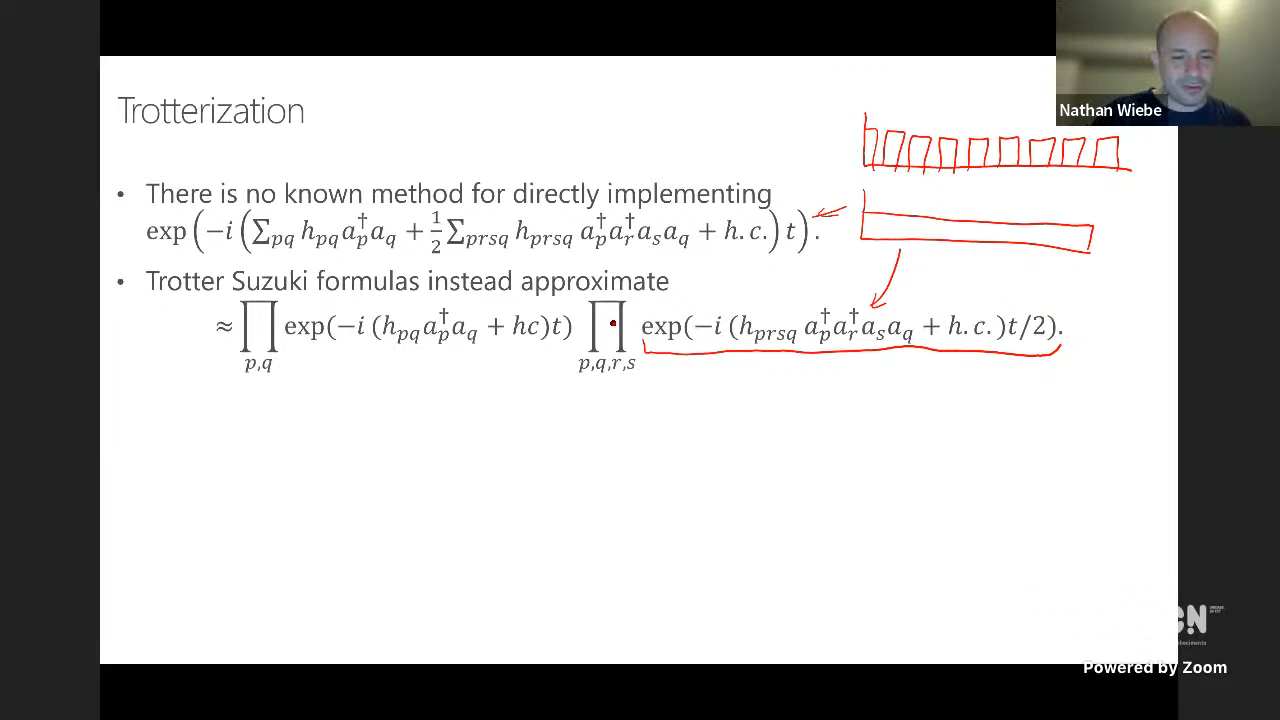 Nathan Wiebe
Trotterization
• There is no known method for directly implementing
exp(−i(∑pq hpq a†p aq + 1/2 ∑prsq hprsq a†p a†r as aq + h.c.)t).
• Trotter Suzuki formulas instead approximate
≈ ∏p,q exp(−i (hpq a†p aq + hc)t) ∏p,q,r,s exp(−i (hprsq a†p a†r as aq + h.c.)t/2).
Powered by Zoom